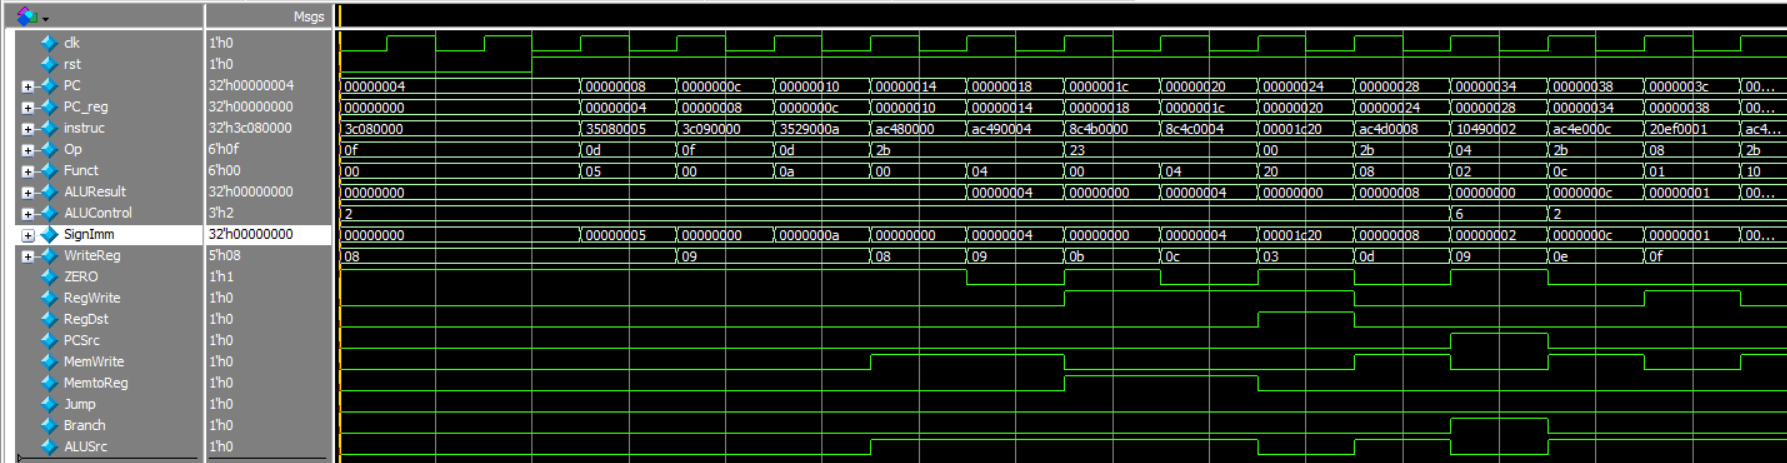 Msgs
clk 1'h0
rst 1'h0
PC 32'h00000004 00000004 00000008 0000000c 00000010 00000014 00000018 0000001c 00000020 00000024 00000028 00000034 00000038 0000003c 00...
PC_reg 32'h00000000 00000000 00000004 00000008 0000000c 00000010 00000014 00000018 0000001c 00000020 00000024 00000028 00000034 00000038 00...
instruc 32'h3c080000 3c080000 35080005 3c090000 3529000a ac480000 ac490004 8c4b0000 8c4c0004 00001c20 ac4d0008 10490002 ac4e000c 20ef0001 ac4...
Op 6'h0f 0f 0d 0f 0d 2b 23 00 2b 04 2b 08 2b
Funct 6'h00 00 05 00 0a 00 04 00 04 20 08 02 0c 01 10
ALUResult 32'h00000000 00000000 00000004 00000000 00000004 00000000 00000008 00000000 0000000c 00000001 00...
ALUControl 3'h2 2 6 2
SignImm 32'h00000000 00000000 00000005 00000000 0000000a 00000000 00000004 00000000 00000004 00001c20 00000008 00000002 0000000c 00000001 00...
WriteReg 5'h08 08 09 08 09 0b 0c 03 0d 09 0e 0f
ZERO 1'h1
RegWrite 1'h0
RegDst 1'h0
PCSrc 1'h0
MemWrite 1'h0
MemtoReg 1'h0
Jump 1'h0
Branch 1'h0
ALUSrc 1'h0